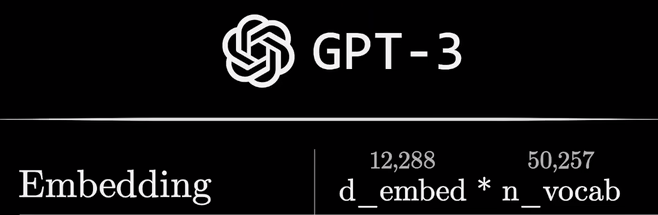 GPT-3
12,288 50,257
Embedding d_embed * n_vocab